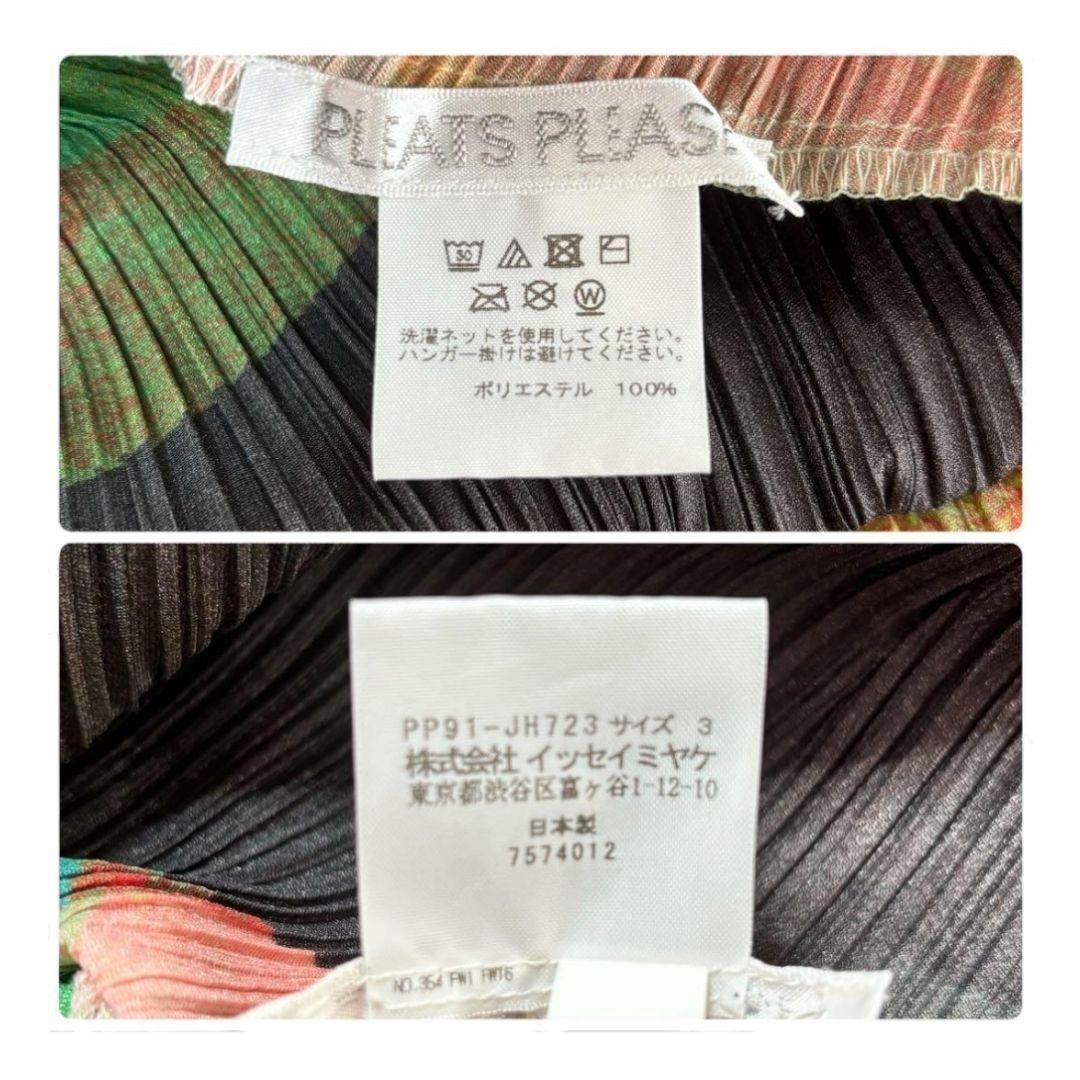 PLEATS PLEASE
30
W
洗濯ネットを使用してください。
ハンガー掛けは避けてください。
ポリエステル 100%
PP91-JH723 サイズ 3
株式会社 イッセイミヤケ
東京都渋谷区富ヶ谷1-12-10
日本製
7574012